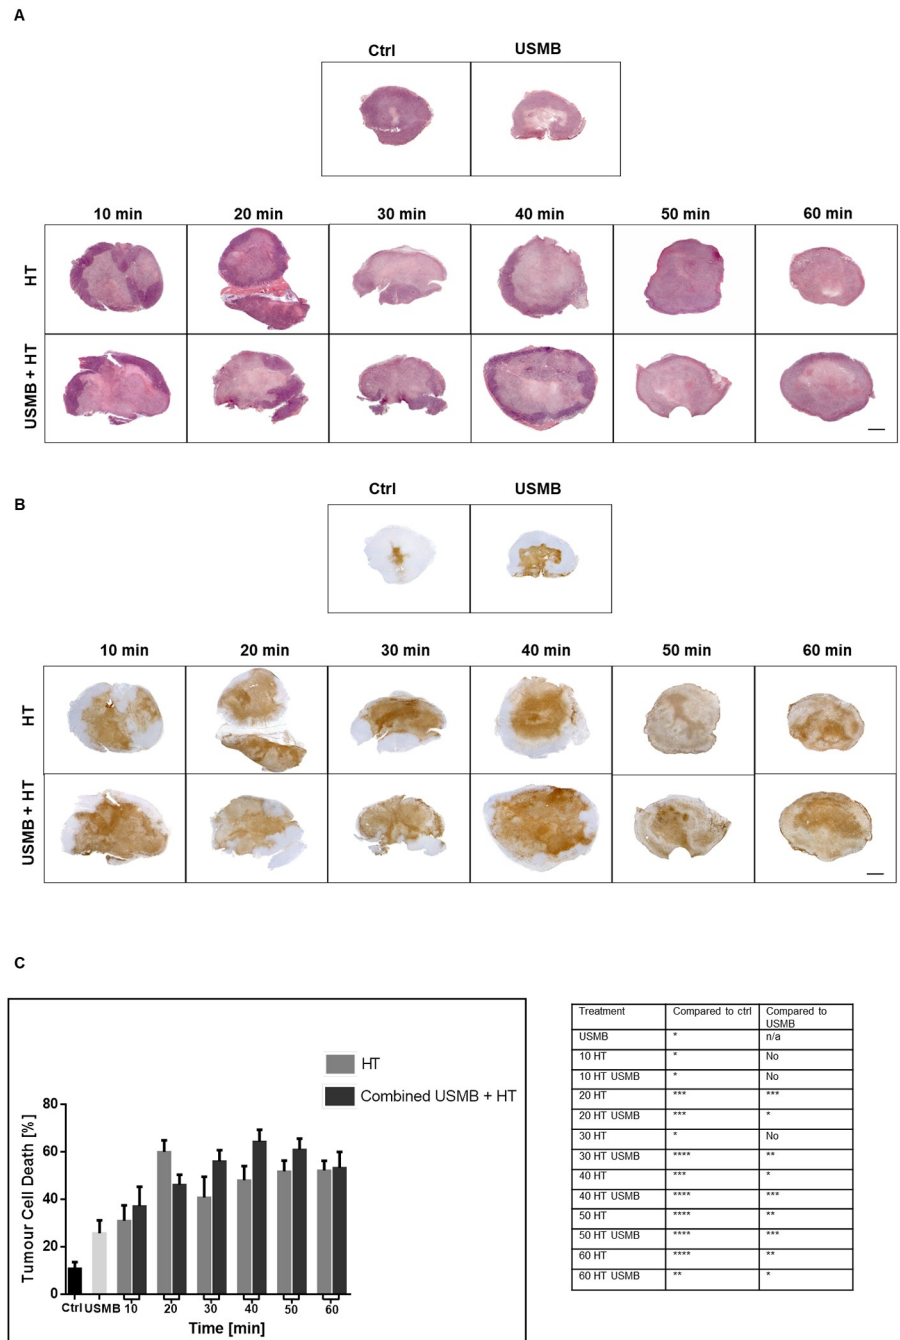 A
Ctrl USMB
10 min 20 min 30 min 40 min 50 min 60 min
HT
USMB + HT
B
Ctrl USMB
10 min 20 min 30 min 40 min 50 min 60 min
HT
USMB + HT
C
HT
Combined USMB + HT
Tumour Cell Death [%]
80
60
40
20
0
Ctrl USMB 10 20 30 40 50 60
Time [min]
Treatment Compared to ctrl Compared to
USMB
USMB * n/a
10 HT * No
10 HT USMB * No
20 HT *** ***
20 HT USMB *** *
30 HT * No
30 HT USMB **** **
40 HT *** *
40 HT USMB **** ***
50 HT **** **
50 HT USMB **** ***
60 HT **** **
60 HT USMB ** *